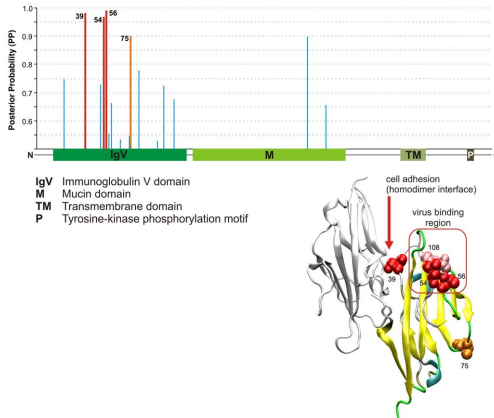 Posterior Probability (PP)
1.0
0.9
0.8
0.7
0.6
39
54
56
75
N
IgV
M
TM
P
IgV Immunoglobulin V domain
M Mucin domain
TM Transmembrane domain
P Tyrosine-kinase phosphorylation motif
cell adhesion
(homodimer interface)
virus binding
region
108
39
54
56
75